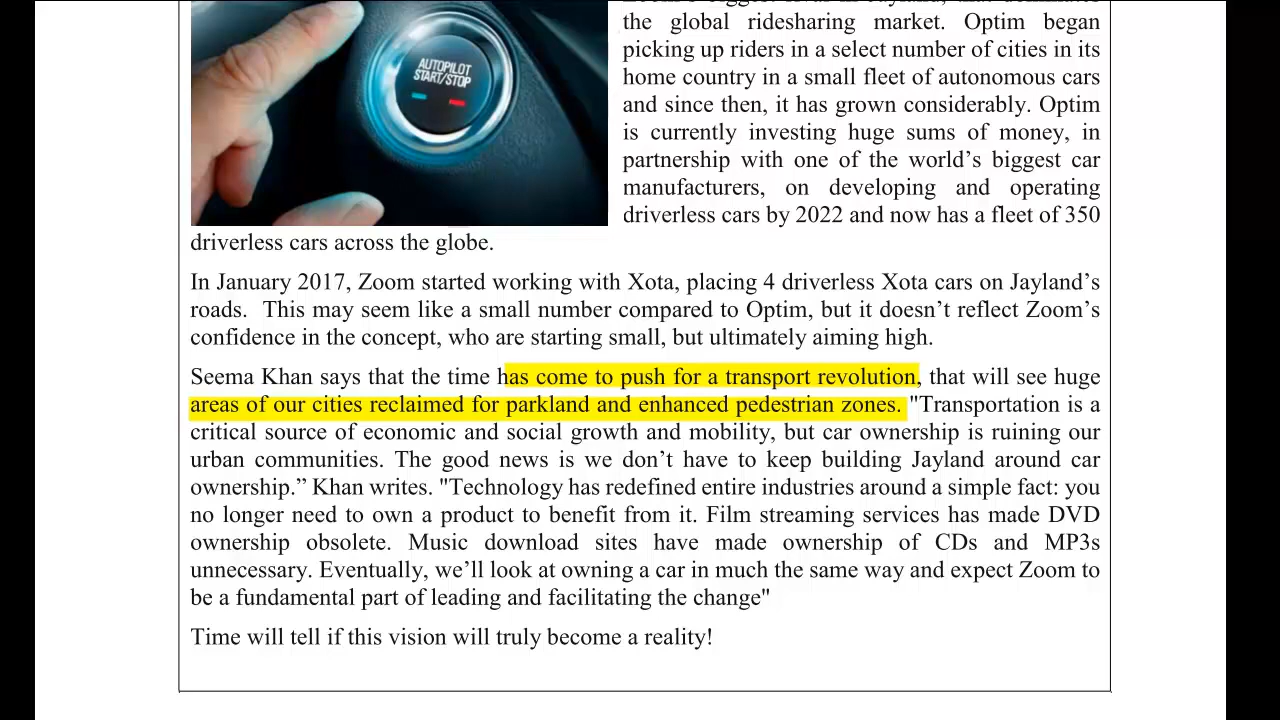 AUTOPILOT
START/STOP
the global ridesharing market. Optim began
picking up riders in a select number of cities in its
home country in a small fleet of autonomous cars
and since then, it has grown considerably. Optim
is currently investing huge sums of money, in
partnership with one of the world’s biggest car
manufacturers, on developing and operating
driverless cars by 2022 and now has a fleet of 350
driverless cars across the globe.
In January 2017, Zoom started working with Xota, placing 4 driverless Xota cars on Jayland’s
roads.  This may seem like a small number compared to Optim, but it doesn’t reflect Zoom’s
confidence in the concept, who are starting small, but ultimately aiming high.
Seema Khan says that the time has come to push for a transport revolution, that will see huge
areas of our cities reclaimed for parkland and enhanced pedestrian zones. "Transportation is a
critical source of economic and social growth and mobility, but car ownership is ruining our
urban communities. The good news is we don’t have to keep building Jayland around car
ownership.” Khan writes. "Technology has redefined entire industries around a simple fact: you
no longer need to own a product to benefit from it. Film streaming services has made DVD
ownership obsolete. Music download sites have made ownership of CDs and MP3s
unnecessary. Eventually, we’ll look at owning a car in much the same way and expect Zoom to
be a fundamental part of leading and facilitating the change"
Time will tell if this vision will truly become a reality!